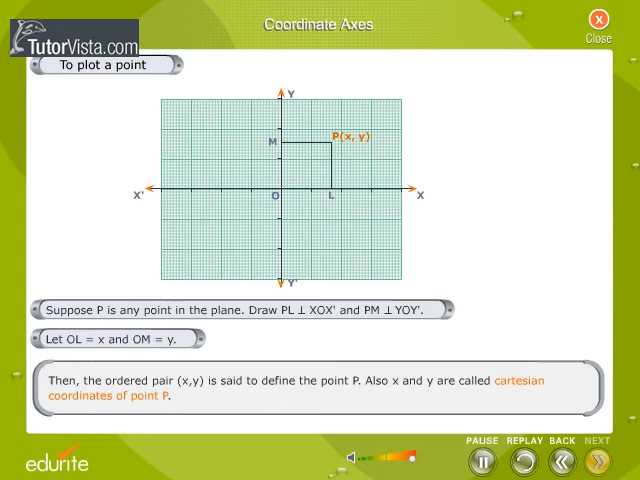 Coordinate Axes
X
Close
TutorVista.com
To plot a point
Y
M
P(x, y)
X'
O
L
X
Y'
Suppose P is any point in the plane. Draw PL ⊥ XOX' and PM ⊥ YOY'.
Let OL = x and OM = y.
Then, the ordered pair (x,y) is said to define the point P. Also x and y are called cartesian
coordinates of point P.
PAUSE REPLAY BACK NEXT
edurite